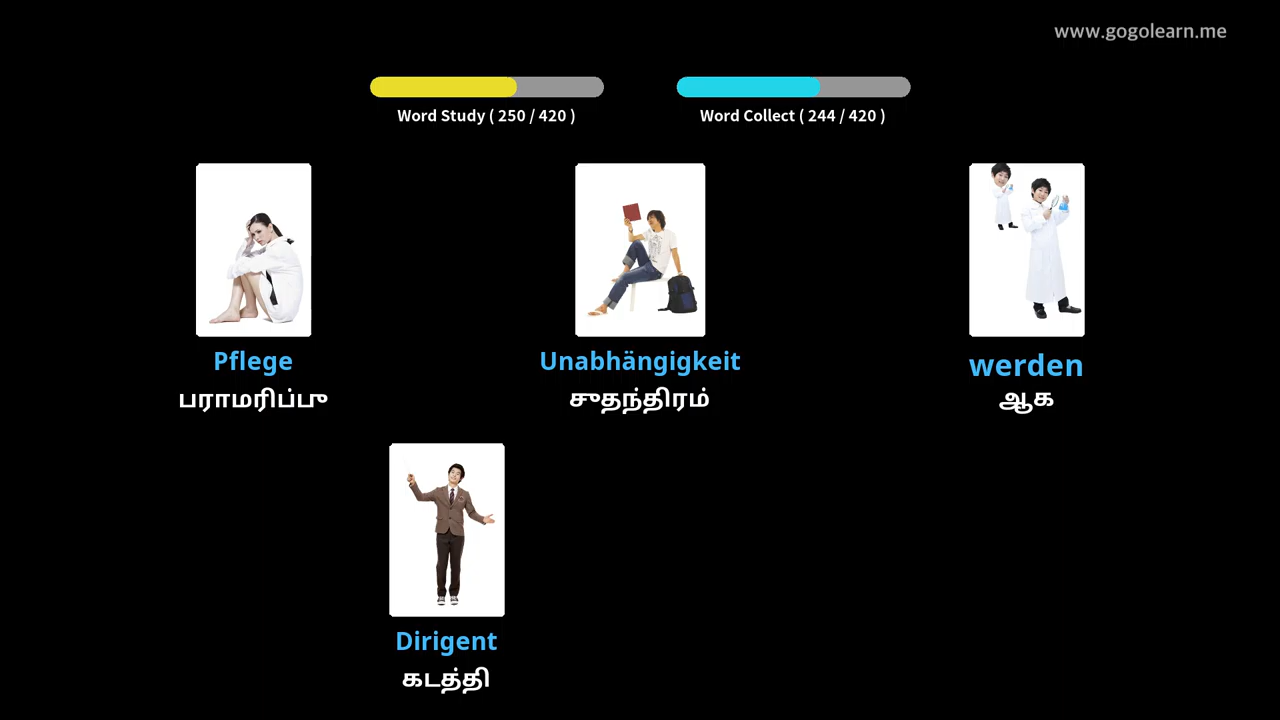 www.gogolearn.me
Word Study ( 250 / 420 )
Word Collect ( 244 / 420 )
Pflege
பராமரிப்பு
Unabhängigkeit
சுதந்திரம்
werden
ஆக
Dirigent
கடத்தி